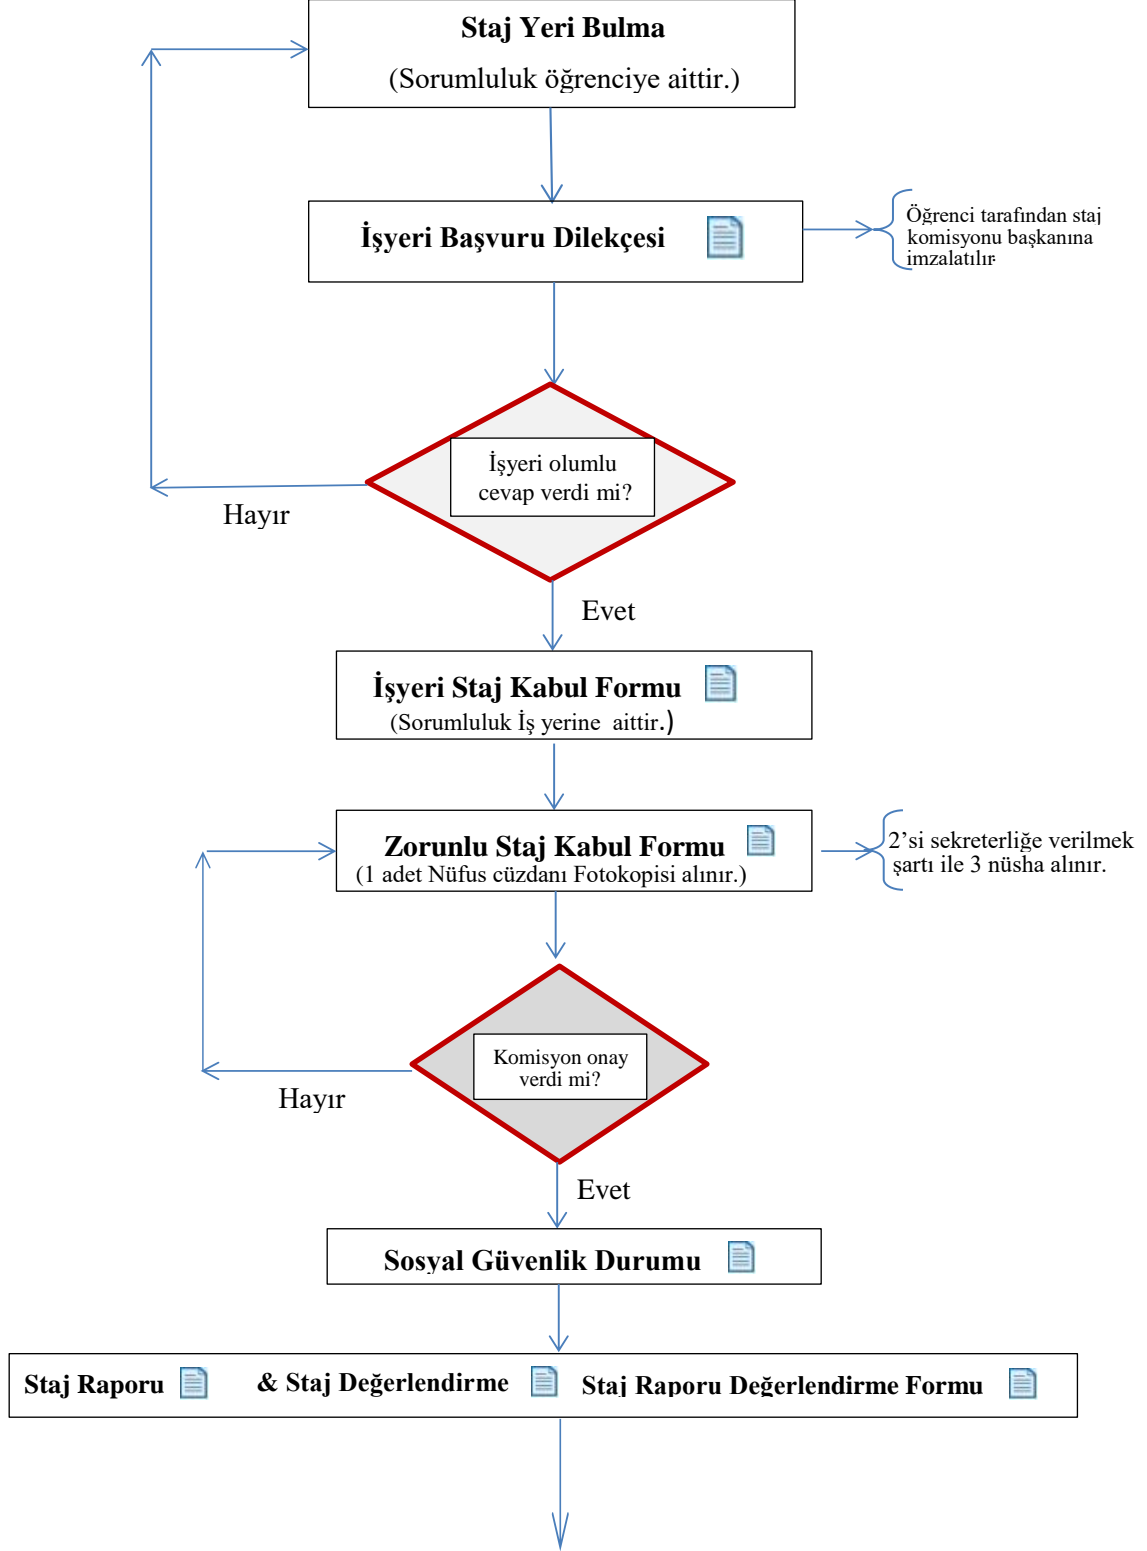 Staj Yeri Bulma
(Sorumluluk öğrenciye aittir.)
İşyeri Başvuru Dilekçesi
Öğrenci tarafından staj
komisyonu başkanına
imzalatılır.
İşyeri olumlu
cevap verdi mi?
Hayır
Evet
İşyeri Staj Kabul Formu
(Sorumluluk İş yerine aittir.)
Zorunlu Staj Kabul Formu
(1 adet Nüfus cüzdanı Fotokopisi alınır.)
2’si sekreterliğe verilmek
şartı ile 3 nüsha alınır.
Komisyon onay
verdi mi?
Hayır
Evet
Sosyal Güvenlik Durumu
Staj Raporu & Staj Değerlendirme Staj Raporu Değerlendirme Formu